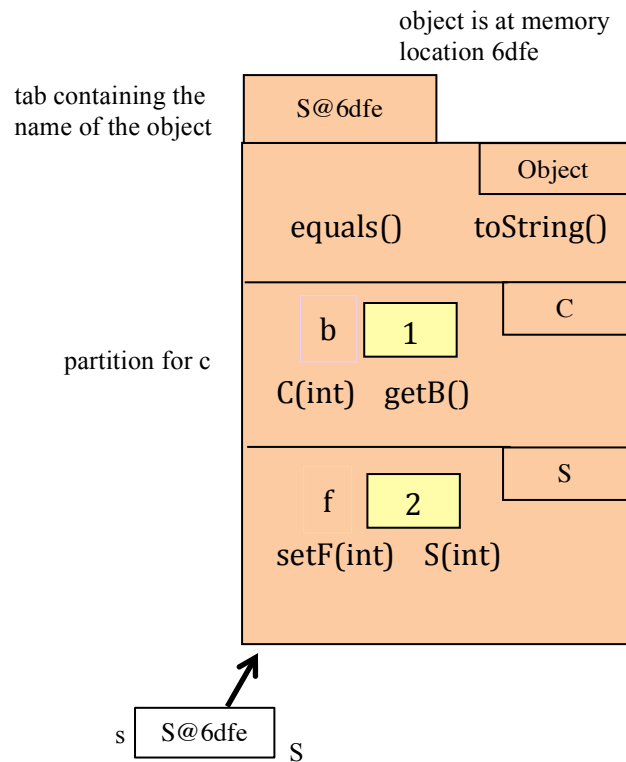 object is at memory
location 6dfe
tab containing the
name of the object
S@6dfe
Object
equals() toString()
C
b 1
partition for c
C(int) getB()
S
f 2
setF(int) S(int)
s S@6dfe S